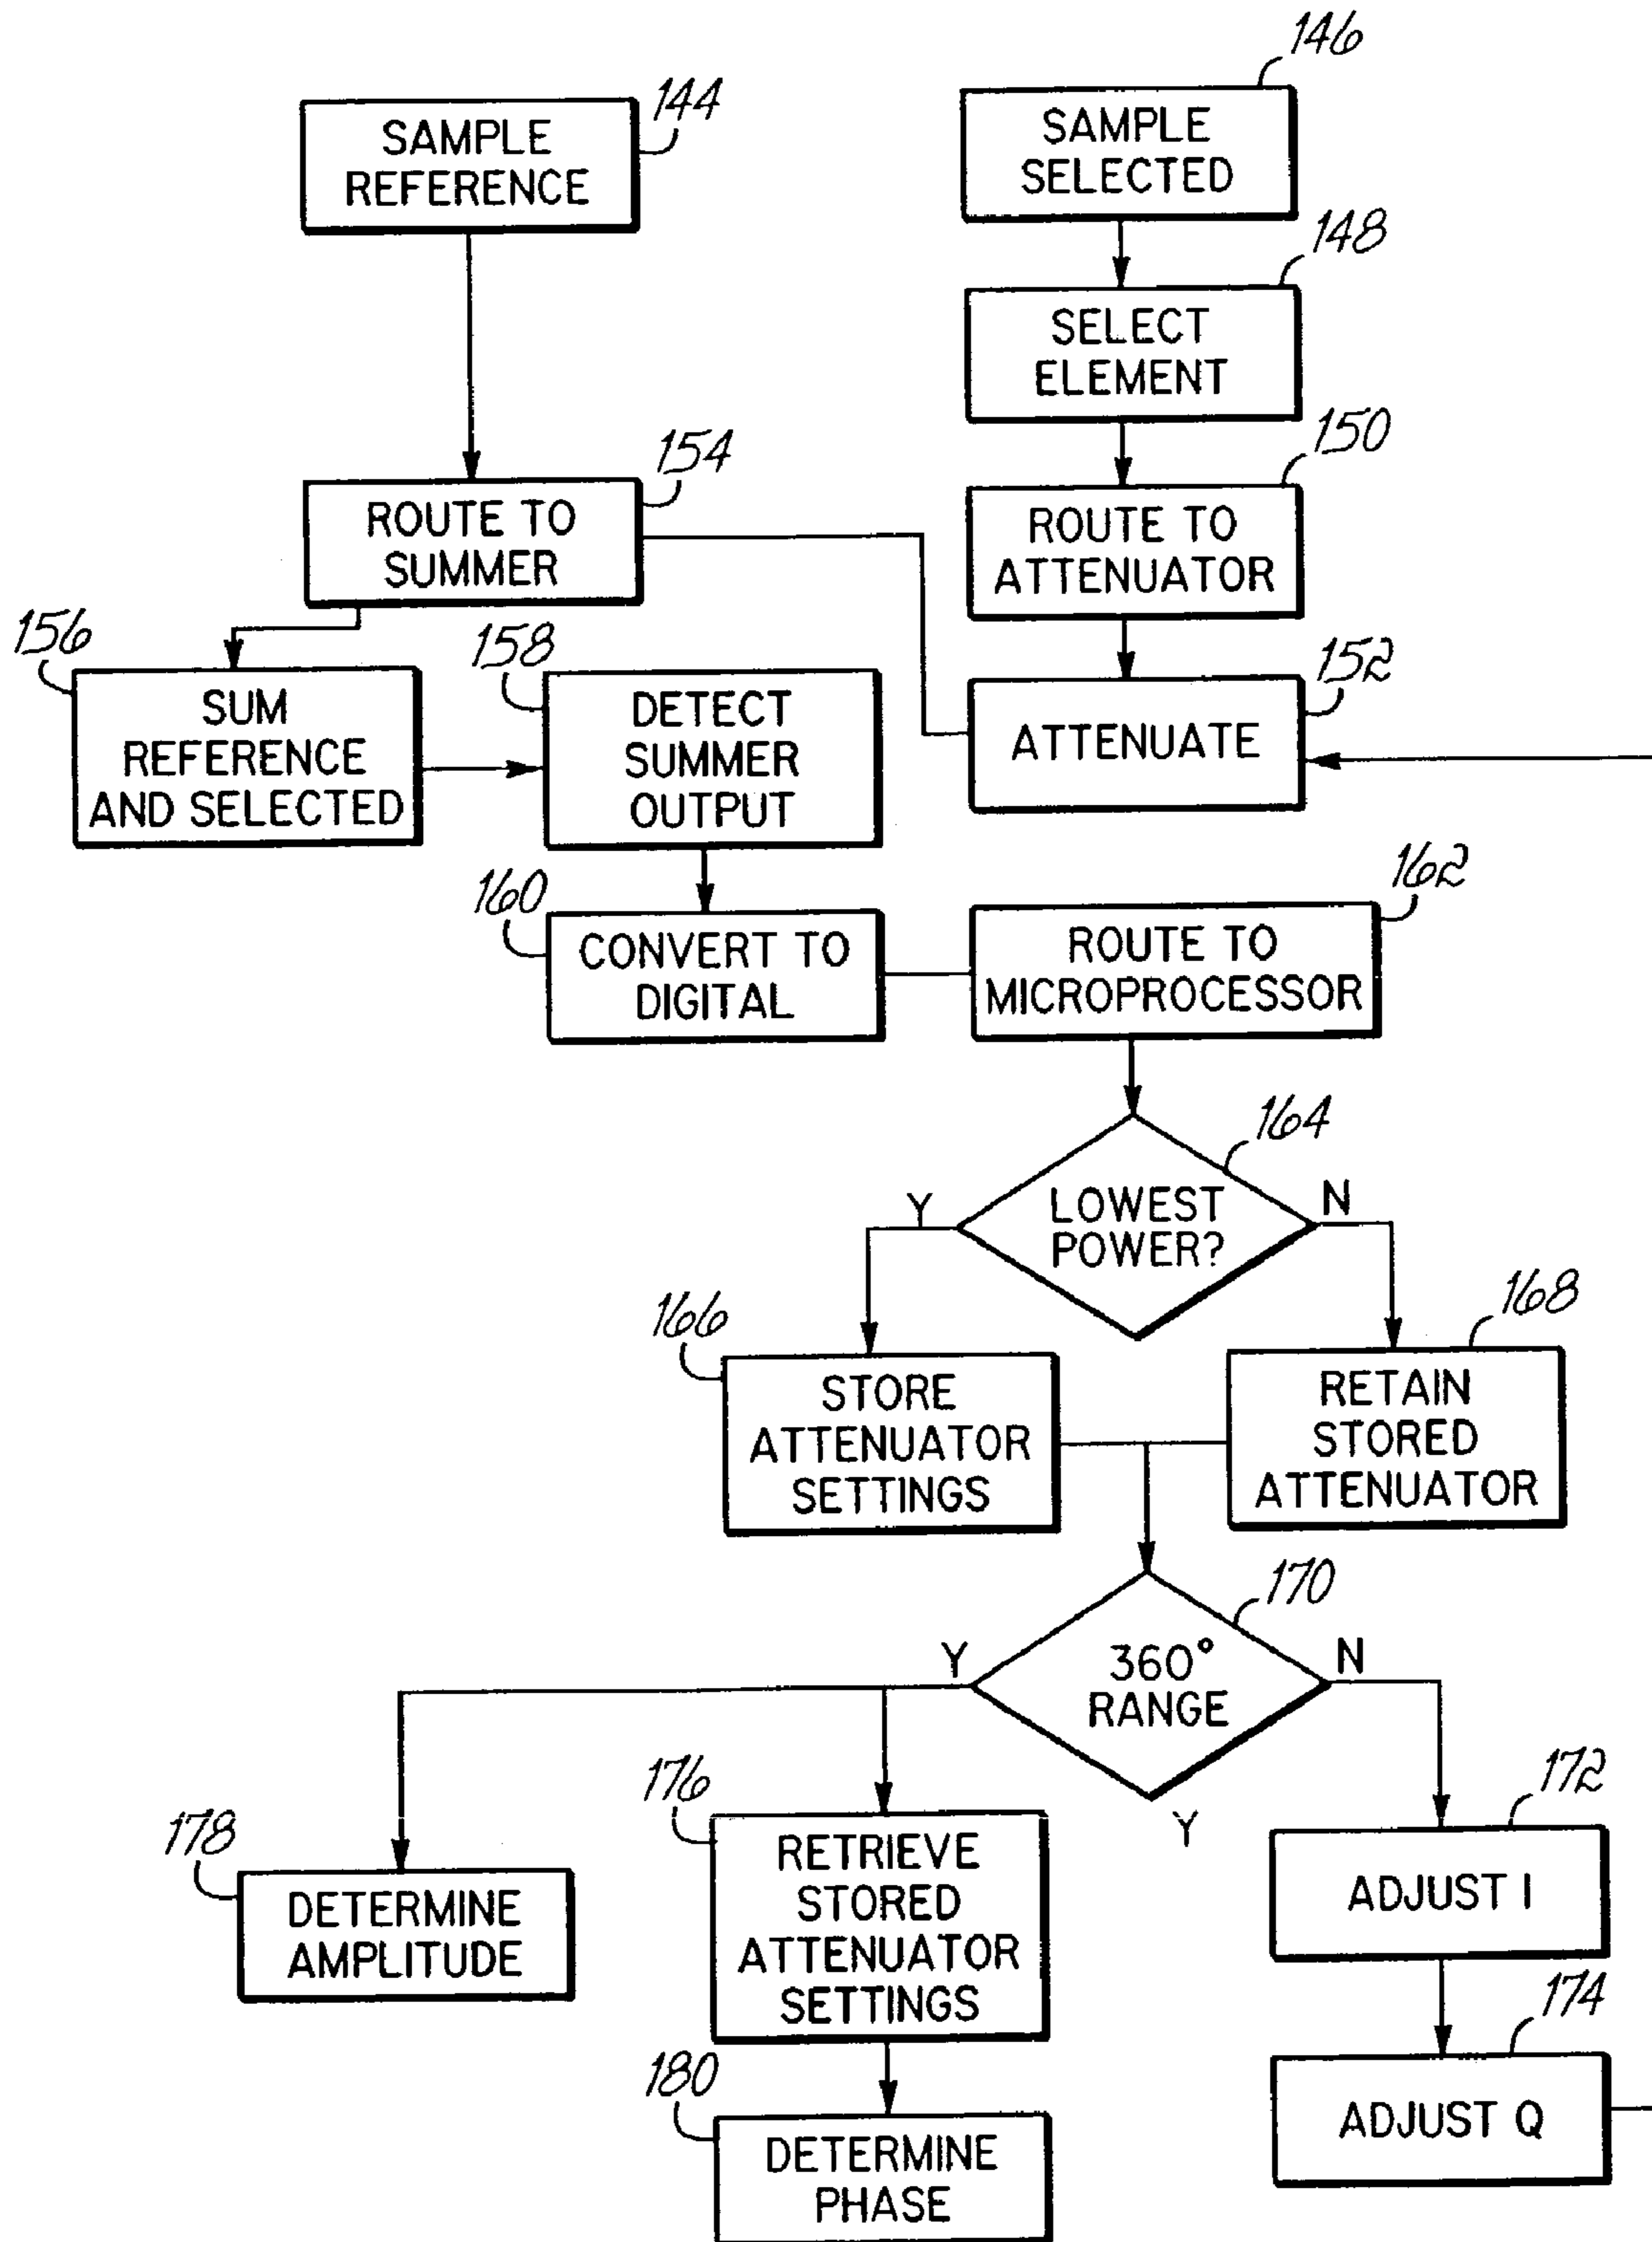 144
SAMPLE
REFERENCE
146
SAMPLE
SELECTED
148
SELECT
ELEMENT
150
ROUTE TO
ATTENUATOR
154
ROUTE TO
SUMMER
152
ATTENUATE
156
SUM
REFERENCE
AND SELECTED
158
DETECT
SUMMER
OUTPUT
160
CONVERT TO
DIGITAL
162
ROUTE TO
MICROPROCESSOR
164
LOWEST
POWER?
Y
N
166
STORE
ATTENUATOR
SETTINGS
168
RETAIN
STORED
ATTENUATOR
170
360°
RANGE
Y
N
Y
172
ADJUST I
174
ADJUST Q
176
RETRIEVE
STORED
ATTENUATOR
SETTINGS
178
DETERMINE
AMPLITUDE
180
DETERMINE
PHASE